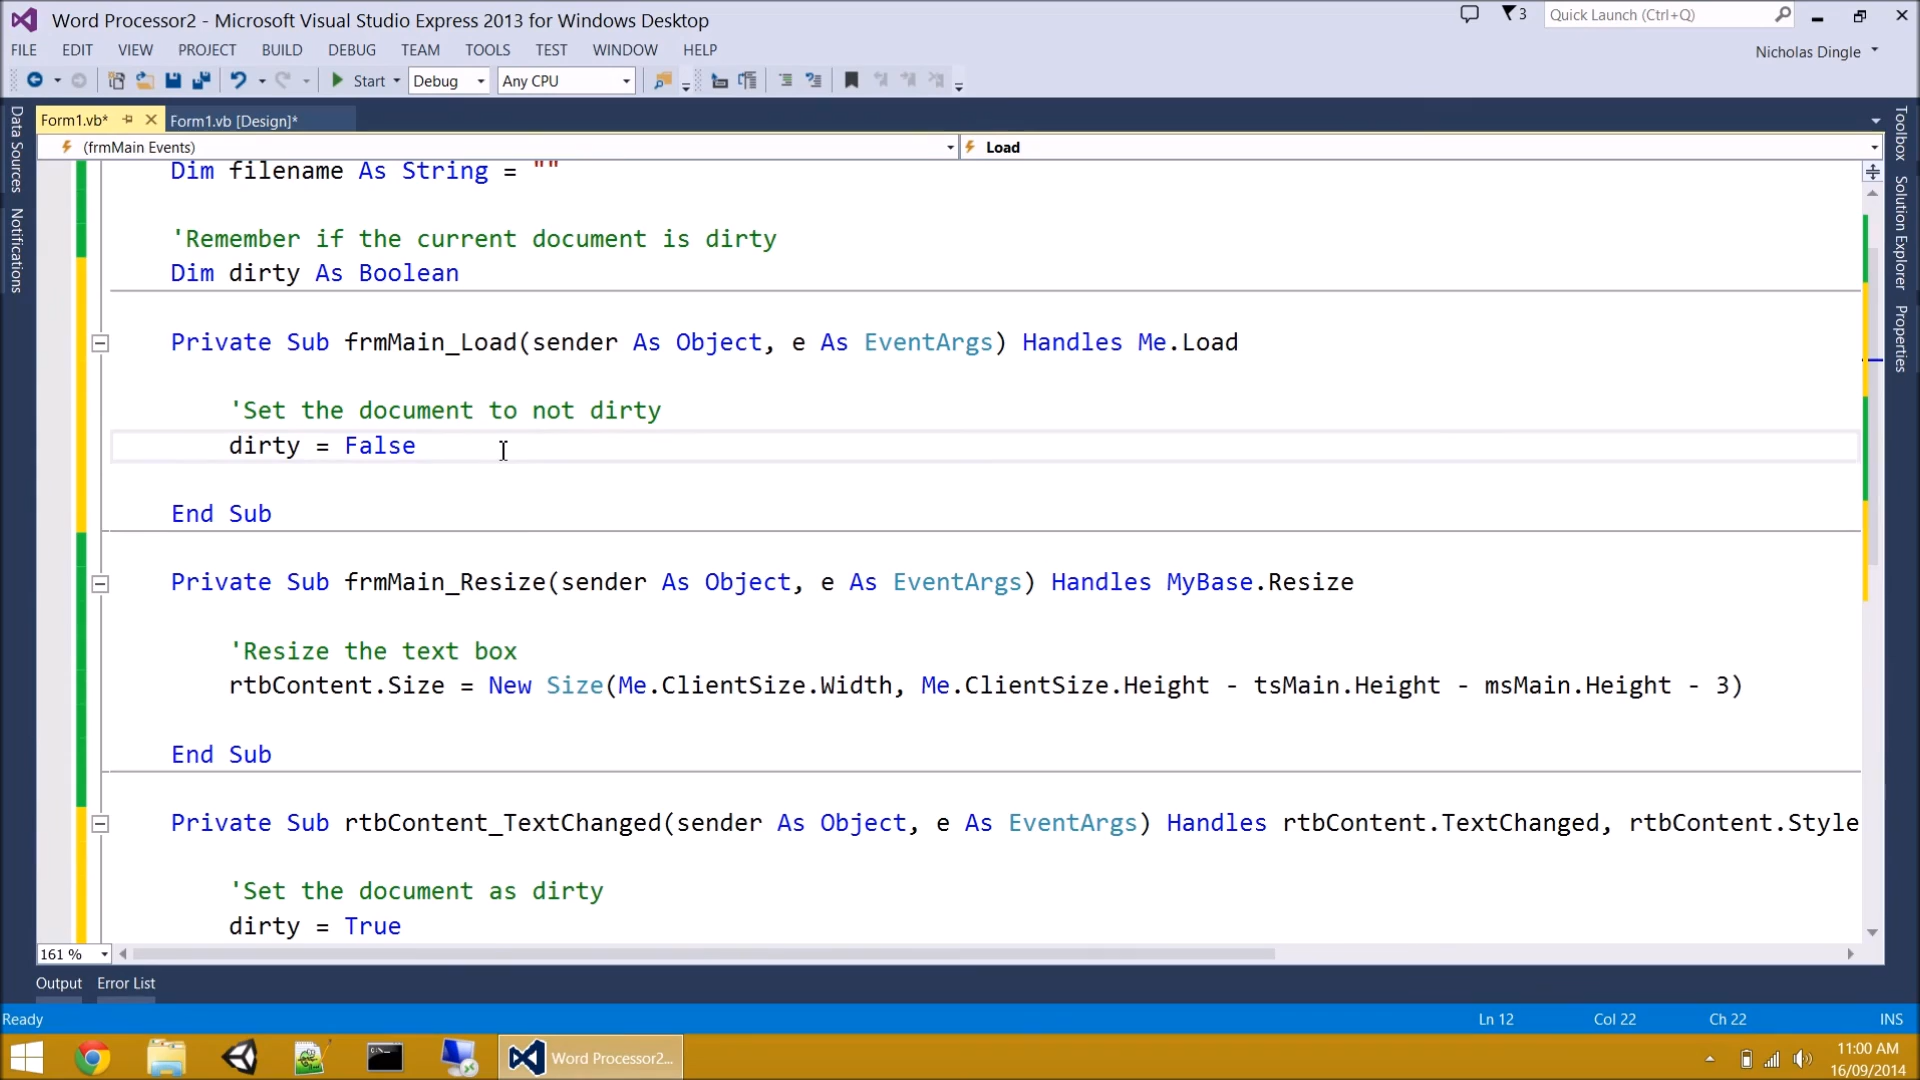 Word Processor2 - Microsoft Visual Studio Express 2013 for Windows Desktop
3
Quick Launch (Ctrl+Q)
FILE EDIT VIEW PROJECT BUILD DEBUG TEAM TOOLS TEST WINDOW HELP
Nicholas Dingle
Start Debug Any CPU
Form1.vb* Form1.vb [Design]*
(frmMain Events) Load
Data Sources
Notifications
Toolbox
Solution Explorer
Properties
Dim filename As String = ""
'Remember if the current document is dirty
Dim dirty As Boolean
Private Sub frmMain_Load(sender As Object, e As EventArgs) Handles Me.Load
'Set the document to not dirty
dirty = False
End Sub
Private Sub frmMain_Resize(sender As Object, e As EventArgs) Handles MyBase.Resize
'Resize the text box
rtbContent.Size = New Size(Me.ClientSize.Width, Me.ClientSize.Height - tsMain.Height - msMain.Height - 3)
End Sub
Private Sub rtbContent_TextChanged(sender As Object, e As EventArgs) Handles rtbContent.TextChanged, rtbContent.Style
'Set the document as dirty
dirty = True
161 %
Output Error List
Ready Ln 12 Col 22 Ch 22 INS
Word Processor2...
11:00 AM
16/09/2014